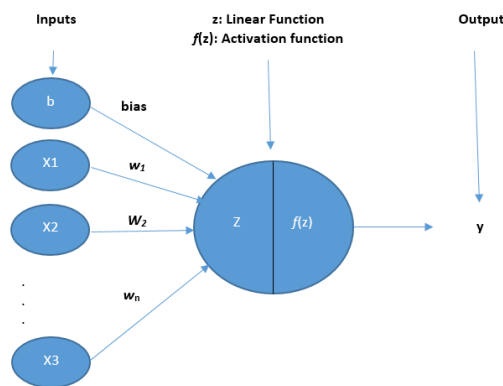 Inputs
z: Linear Function
f(z): Activation function
Output
b
bias
X1
w1
X2
W2
Z
f(z)
y
.
.
.
wn
X3